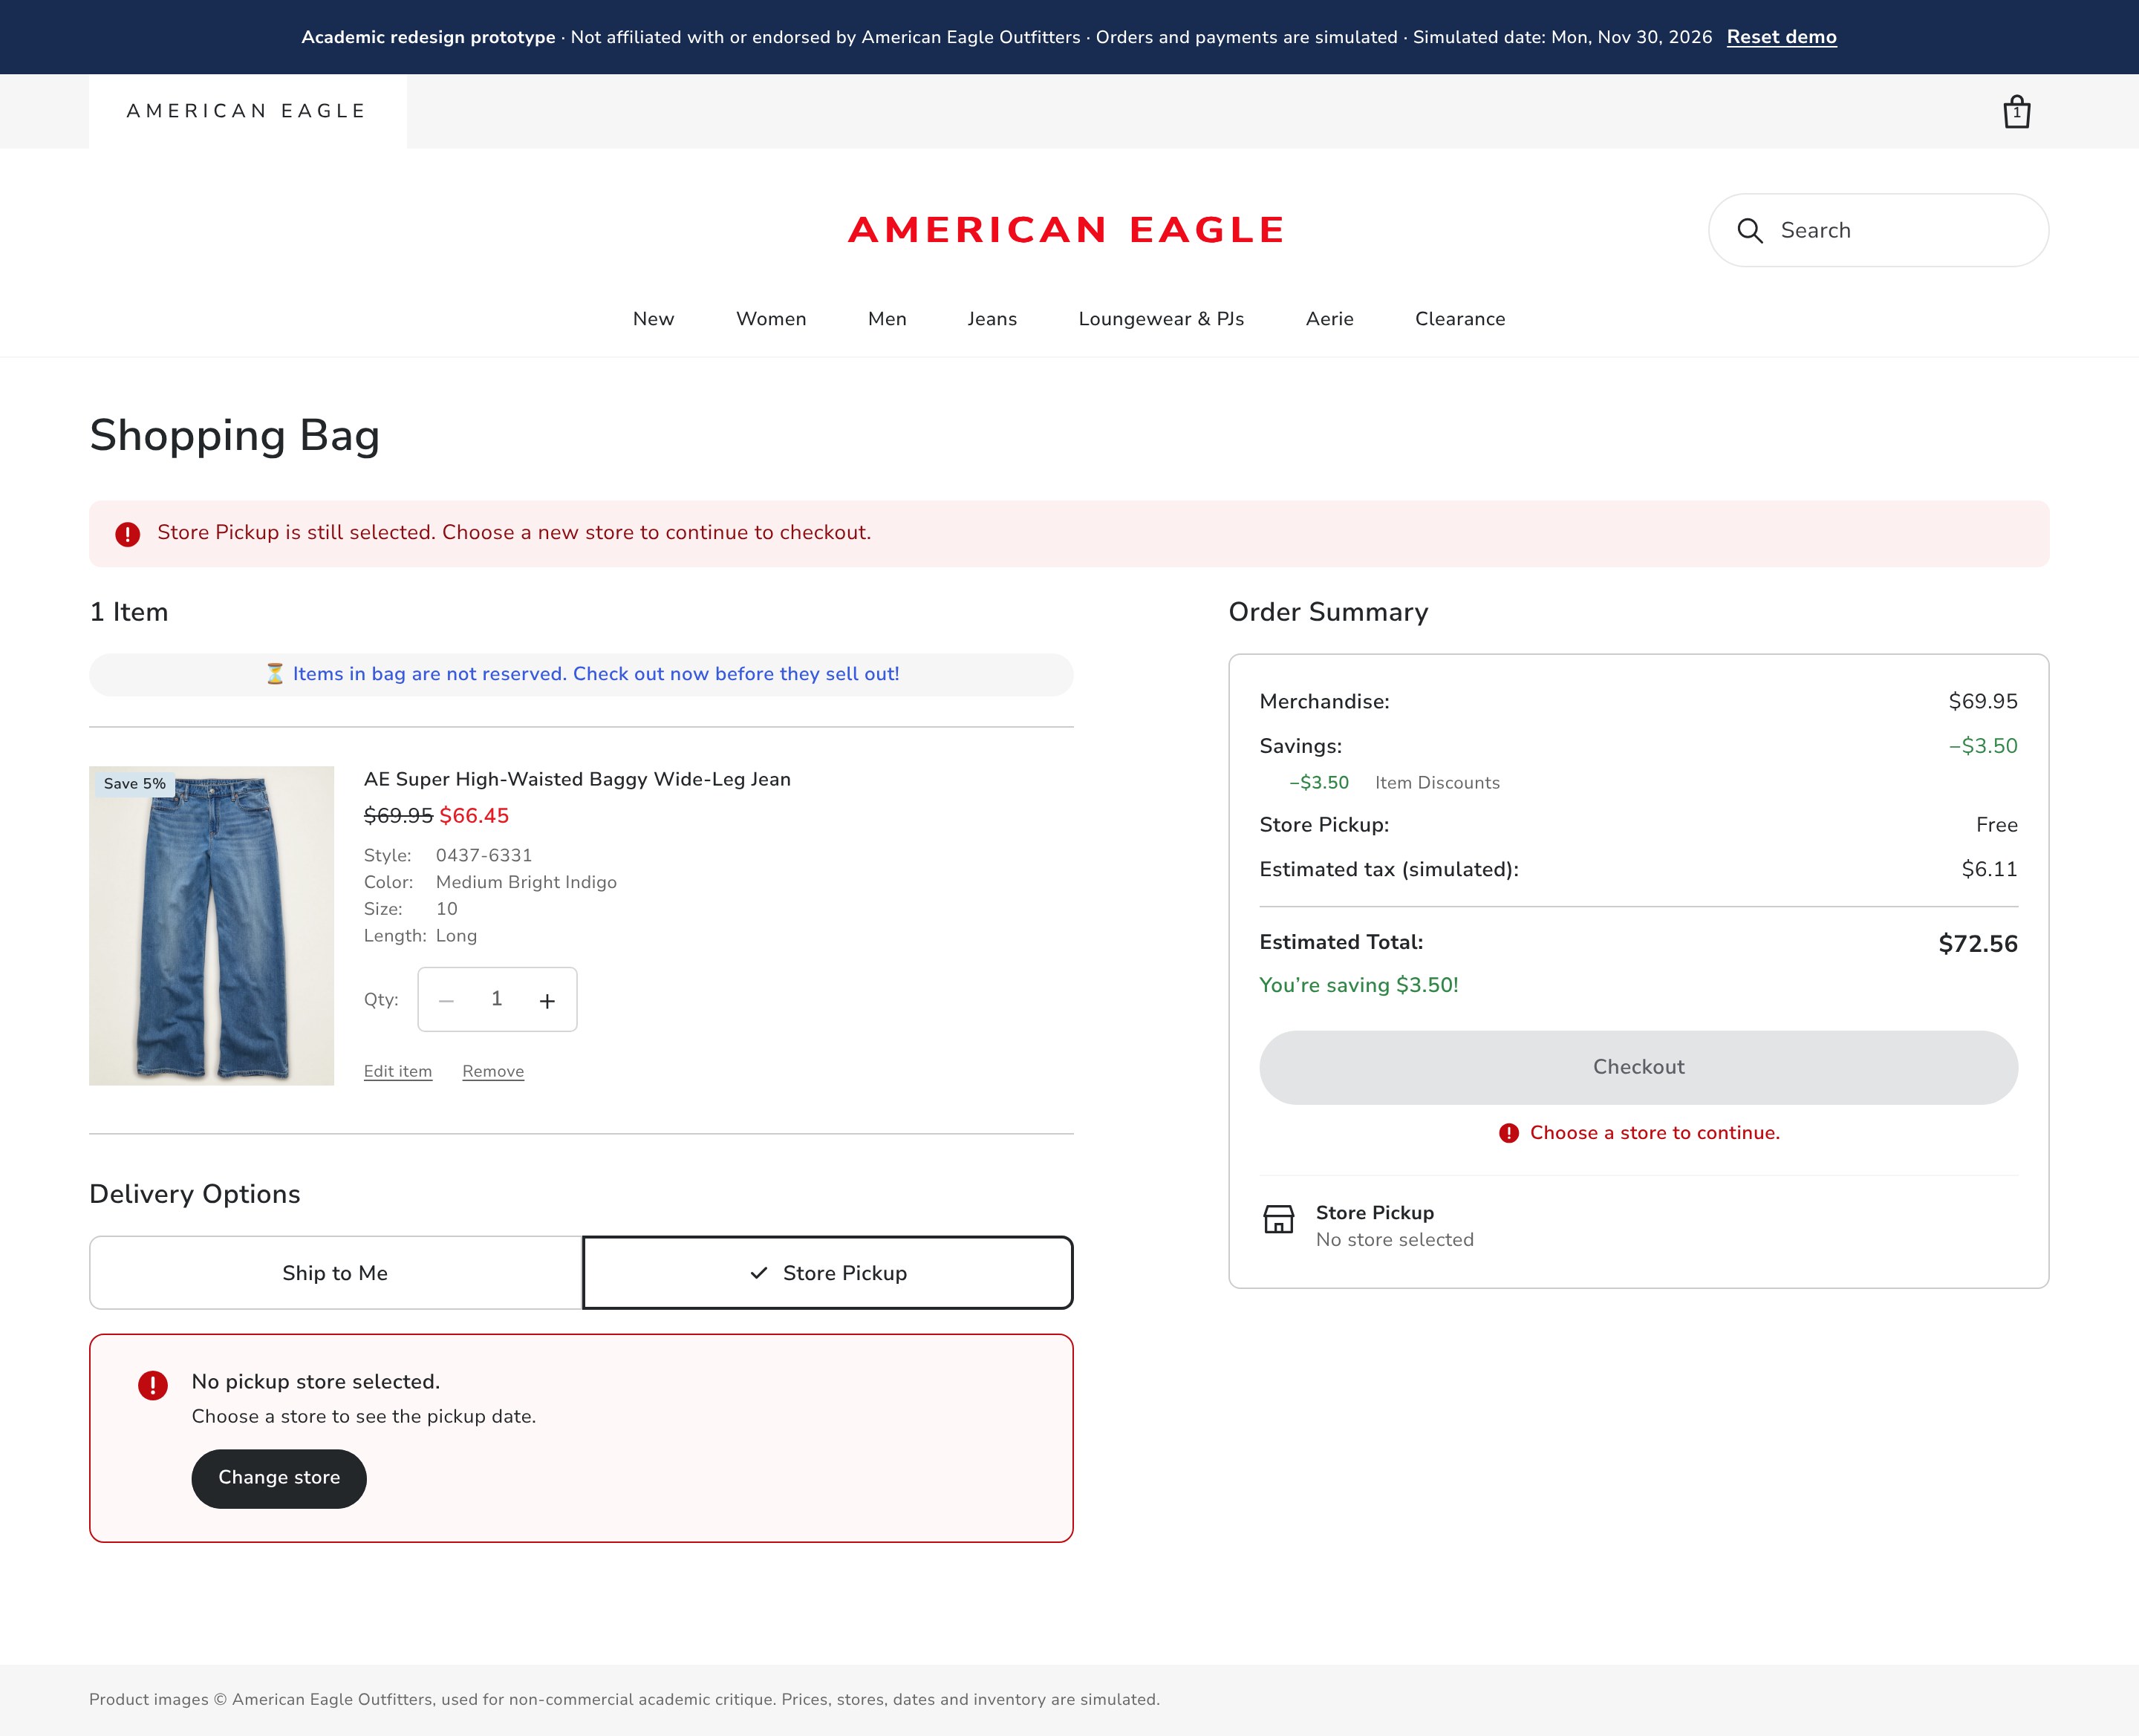 Academic redesign prototype · Not affiliated with or endorsed by American Eagle Outfitters · Orders and payments are simulated · Simulated date: Mon, Nov 30, 2026 Reset demo
AMERICAN EAGLE
1
AMERICAN EAGLE
Search
New Women Men Jeans Loungewear & PJs Aerie Clearance
Shopping Bag
Store Pickup is still selected. Choose a new store to continue to checkout.
1 Item
⏳ Items in bag are not reserved. Check out now before they sell out!
Save 5%
AE Super High-Waisted Baggy Wide-Leg Jean
$69.95 $66.45
Style: 0437-6331
Color: Medium Bright Indigo
Size: 10
Length: Long
Qty: − 1 +
Edit item Remove
Delivery Options
Ship to Me
Store Pickup
No pickup store selected.
Choose a store to see the pickup date.
Change store
Order Summary
Merchandise: $69.95
Savings: −$3.50
−$3.50 Item Discounts
Store Pickup: Free
Estimated tax (simulated): $6.11
Estimated Total: $72.56
You’re saving $3.50!
Checkout
Choose a store to continue.
Store Pickup
No store selected
Product images © American Eagle Outfitters, used for non-commercial academic critique. Prices, stores, dates and inventory are simulated.